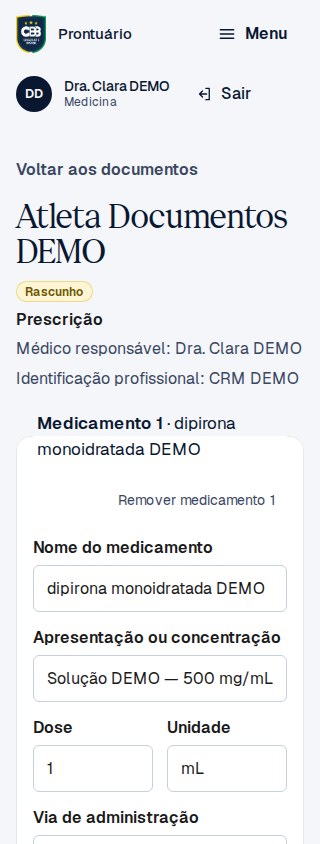 CBB
Prontuário
Menu
DD
Dra. Clara DEMO
Medicina
Sair
Voltar aos documentos
Atleta Documentos
DEMO
Rascunho
Prescrição
Médico responsável: Dra. Clara DEMO
Identificação profissional: CRM DEMO
Medicamento 1 · dipirona
monoidratada DEMO
Remover medicamento 1
Nome do medicamento
dipirona monoidratada DEMO
Apresentação ou concentração
Solução DEMO — 500 mg/mL
Dose
Unidade
1
mL
Via de administração